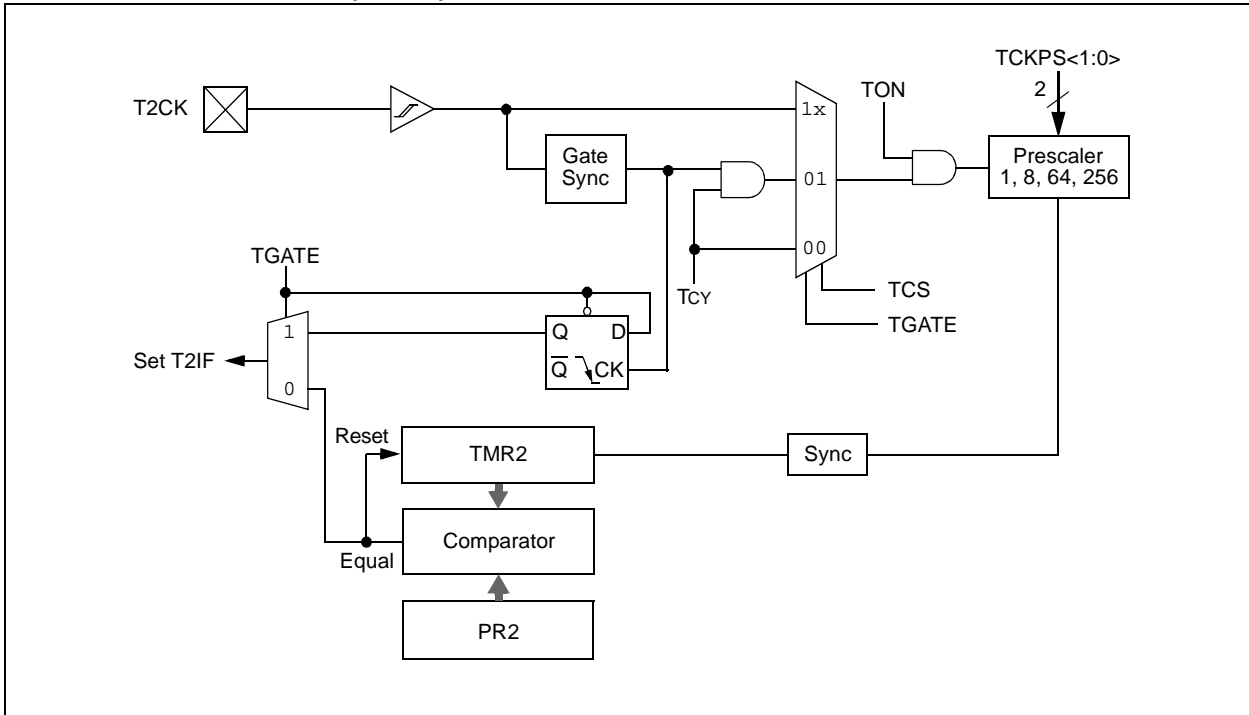 TCKPS<1:0>
2
TON
T2CK
1x
Gate
Sync
Prescaler
1, 8, 64, 256
01
00
TGATE
TCY
TCS
TGATE
1
Q
D
Set T2IF
Q
CK
0
Reset
TMR2
Sync
Comparator
Equal
PR2